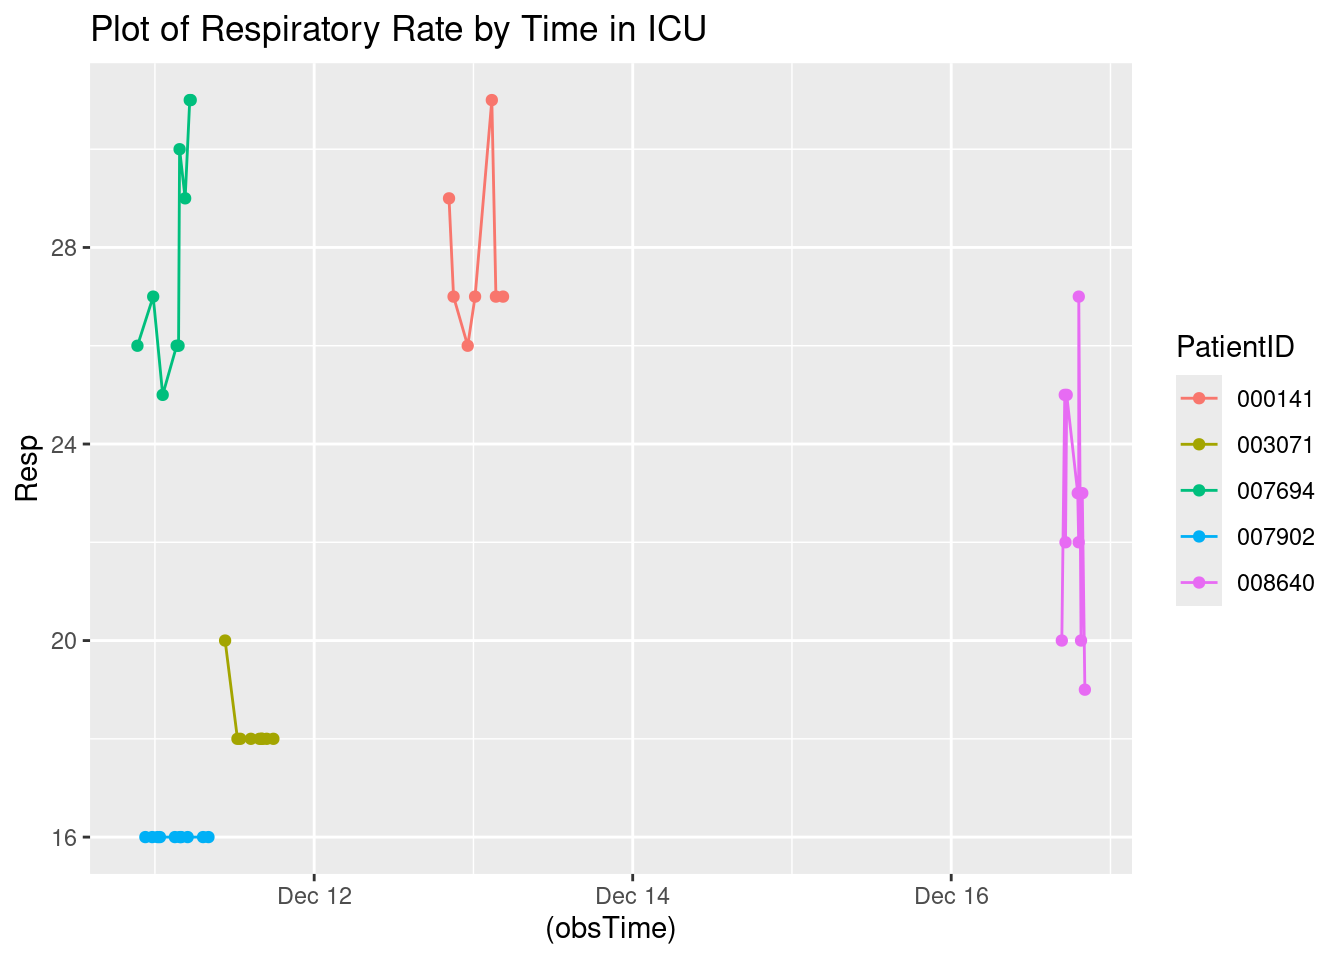 Plot of Respiratory Rate by Time in ICU
Resp
28
24
20
16
Dec 12 Dec 14 Dec 16
(obsTime)
PatientID
000141
003071
007694
007902
008640